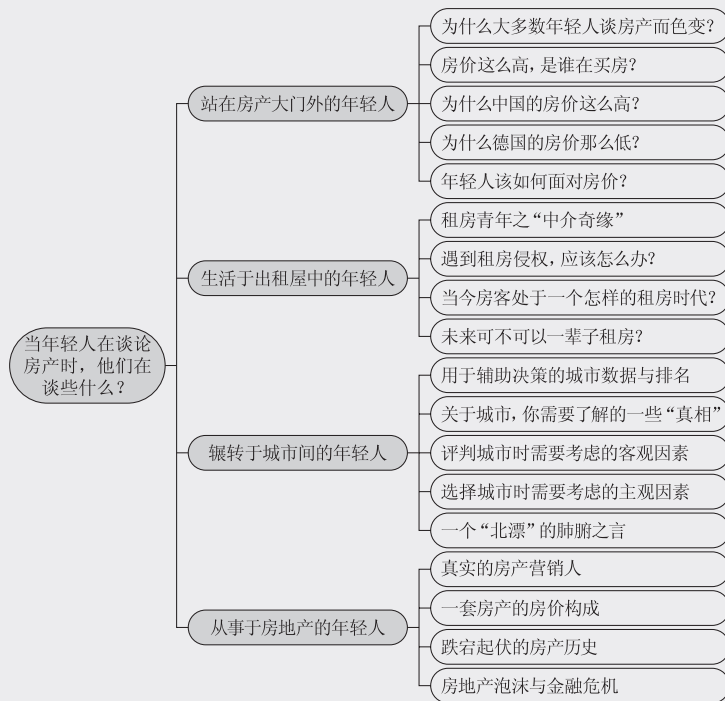 当年轻人在谈论
房产时，他们在
谈些什么？
站在房产大门外的年轻人
为什么大多数年轻人谈房产而色变？
房价这么高，是谁在买房？
为什么中国的房价这么高？
为什么德国的房价那么低？
年轻人该如何面对房价？
生活于出租屋中的年轻人
租房青年之“中介奇缘”
遇到租房侵权，应该怎么办？
当今房客处于一个怎样的租房时代？
未来可不可以一辈子租房？
辗转于城市间的年轻人
用于辅助决策的城市数据与排名
关于城市，你需要了解的一些“真相”
评判城市时需要考虑的客观因素
选择城市时需要考虑的主观因素
一个“北漂”的肺腑之言
从事于房地产的年轻人
真实的房产营销人
一套房产的房价构成
跌宕起伏的房产历史
房地产泡沫与金融危机